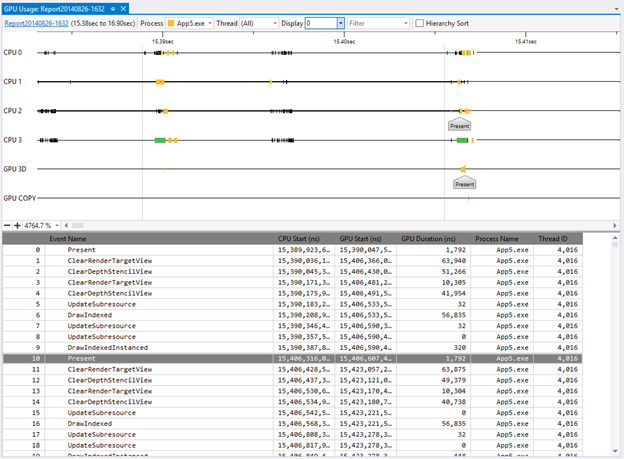 GPU Usage: Report20140826-1632
Report20140826-1632 (15.38sec to 16.90sec) Process App5.exe Thread (All) Display 0 Filter Hierarchy Sort
15.39sec 15.40sec 15.41sec
CPU 0
CPU 1
CPU 2
Present
CPU 3
GPU 3D
Present
GPU COPY
4764.7 %
Event Name CPU Start (ns) GPU Start (ns) GPU Duration (ns) Process Name Thread ID
0 Present 15,389,923,6... 15,390,047,5... 1,792 App5.exe 4,016
1 ClearRenderTargetView 15,390,036,1... 15,406,366,0... 63,940 App5.exe 4,016
2 ClearDepthStencilView 15,390,045,3... 15,406,430,0... 51,266 App5.exe 4,016
3 ClearRenderTargetView 15,390,171,3... 15,406,481,2... 10,305 App5.exe 4,016
4 ClearDepthStencilView 15,390,175,9... 15,406,491,5... 41,954 App5.exe 4,016
5 UpdateSubresource 15,390,183,2... 15,406,533,5... 32 App5.exe 4,016
6 DrawIndexed 15,390,208,9... 15,406,533,5... 56,835 App5.exe 4,016
7 UpdateSubresource 15,390,346,4... 15,406,590,3... 32 App5.exe 4,016
8 UpdateSubresource 15,390,357,5... 15,406,590,4... 0 App5.exe 4,016
9 DrawIndexedInstanced 15,390,387,8... 15,406,590,4... 320 App5.exe 4,016
10 Present 15,406,316,0... 15,406,607,4... 1,792 App5.exe 4,016
11 ClearRenderTargetView 15,406,428,5... 15,423,057,2... 63,875 App5.exe 4,016
12 ClearDepthStencilView 15,406,437,3... 15,423,121,0... 49,379 App5.exe 4,016
13 ClearRenderTargetView 15,406,530,6... 15,423,170,4... 10,304 App5.exe 4,016
14 ClearDepthStencilView 15,406,534,9... 15,423,180,7... 40,738 App5.exe 4,016
15 UpdateSubresource 15,406,542,5... 15,423,221,5... 0 App5.exe 4,016
16 DrawIndexed 15,406,568,3... 15,423,221,5... 56,835 App5.exe 4,016
17 UpdateSubresource 15,406,808,3... 15,423,278,3... 32 App5.exe 4,016
18 UpdateSubresource 15,406,817,9... 15,423,278,3... 0 App5.exe 4,016
19 DrawIndexedInstanced 15,406,849,4... 15,423,278,3... 448 App5.exe 4,016